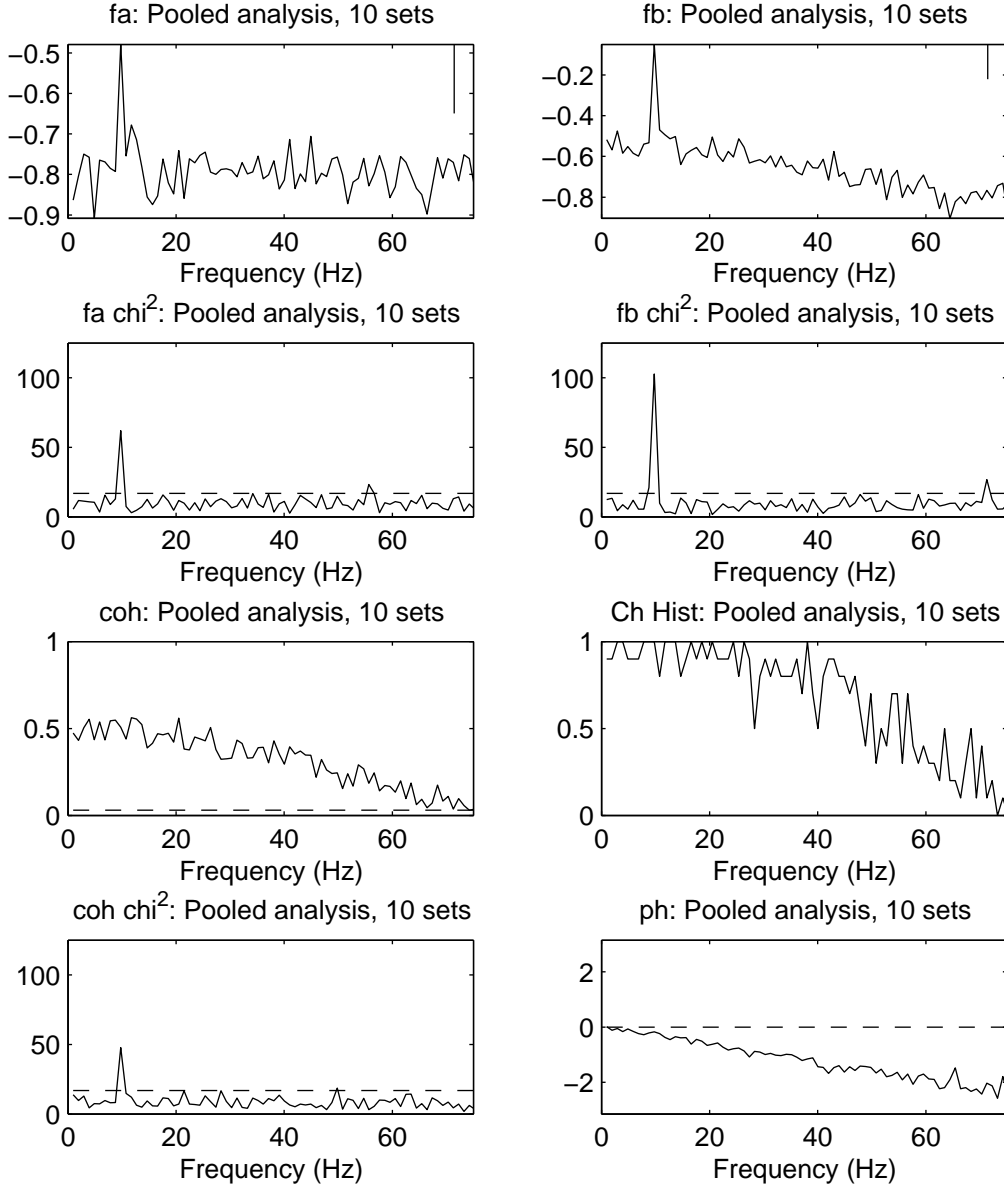 fa: Pooled analysis, 10 sets
−0.5
−0.6
−0.7
−0.8
−0.9
0 20 40 60
Frequency (Hz)
fb: Pooled analysis, 10 sets
−0.2
−0.4
−0.6
−0.8
0 20 40 60
Frequency (Hz)
fa chi²: Pooled analysis, 10 sets
100
50
0
0 20 40 60
Frequency (Hz)
fb chi²: Pooled analysis, 10 sets
100
50
0
0 20 40 60
Frequency (Hz)
coh: Pooled analysis, 10 sets
1
0.5
0
0 20 40 60
Frequency (Hz)
Ch Hist: Pooled analysis, 10 sets
1
0.5
0
0 20 40 60
Frequency (Hz)
coh chi²: Pooled analysis, 10 sets
100
50
0
0 20 40 60
Frequency (Hz)
ph: Pooled analysis, 10 sets
2
0
−2
0 20 40 60
Frequency (Hz)